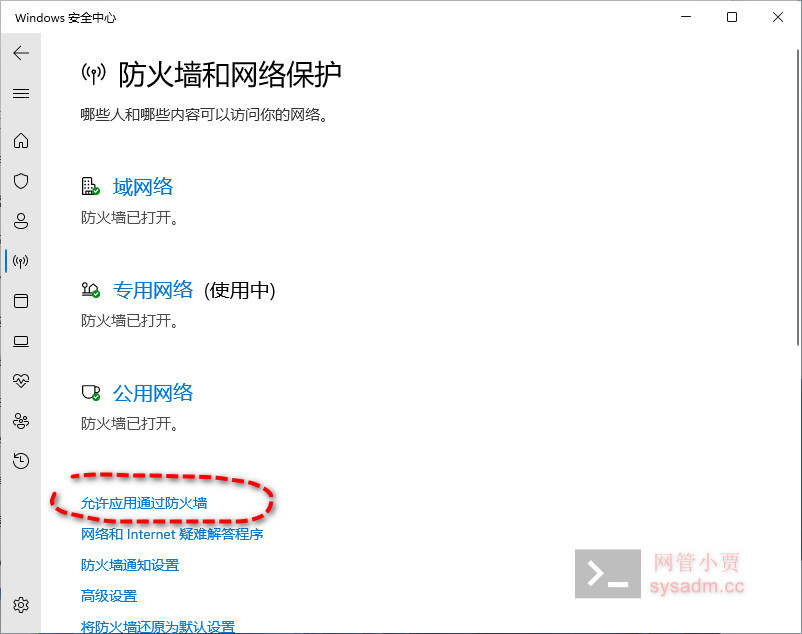 Windows 安全中心
防火墙和网络保护
哪些人和哪些内容可以访问你的网络。
域网络
防火墙已打开。
专用网络 (使用中)
防火墙已打开。
公用网络
防火墙已打开。
允许应用通过防火墙
网络和 Internet 疑难解答程序
防火墙通知设置
高级设置
将防火墙还原为默认设置
网管小贾
sysadm.cc